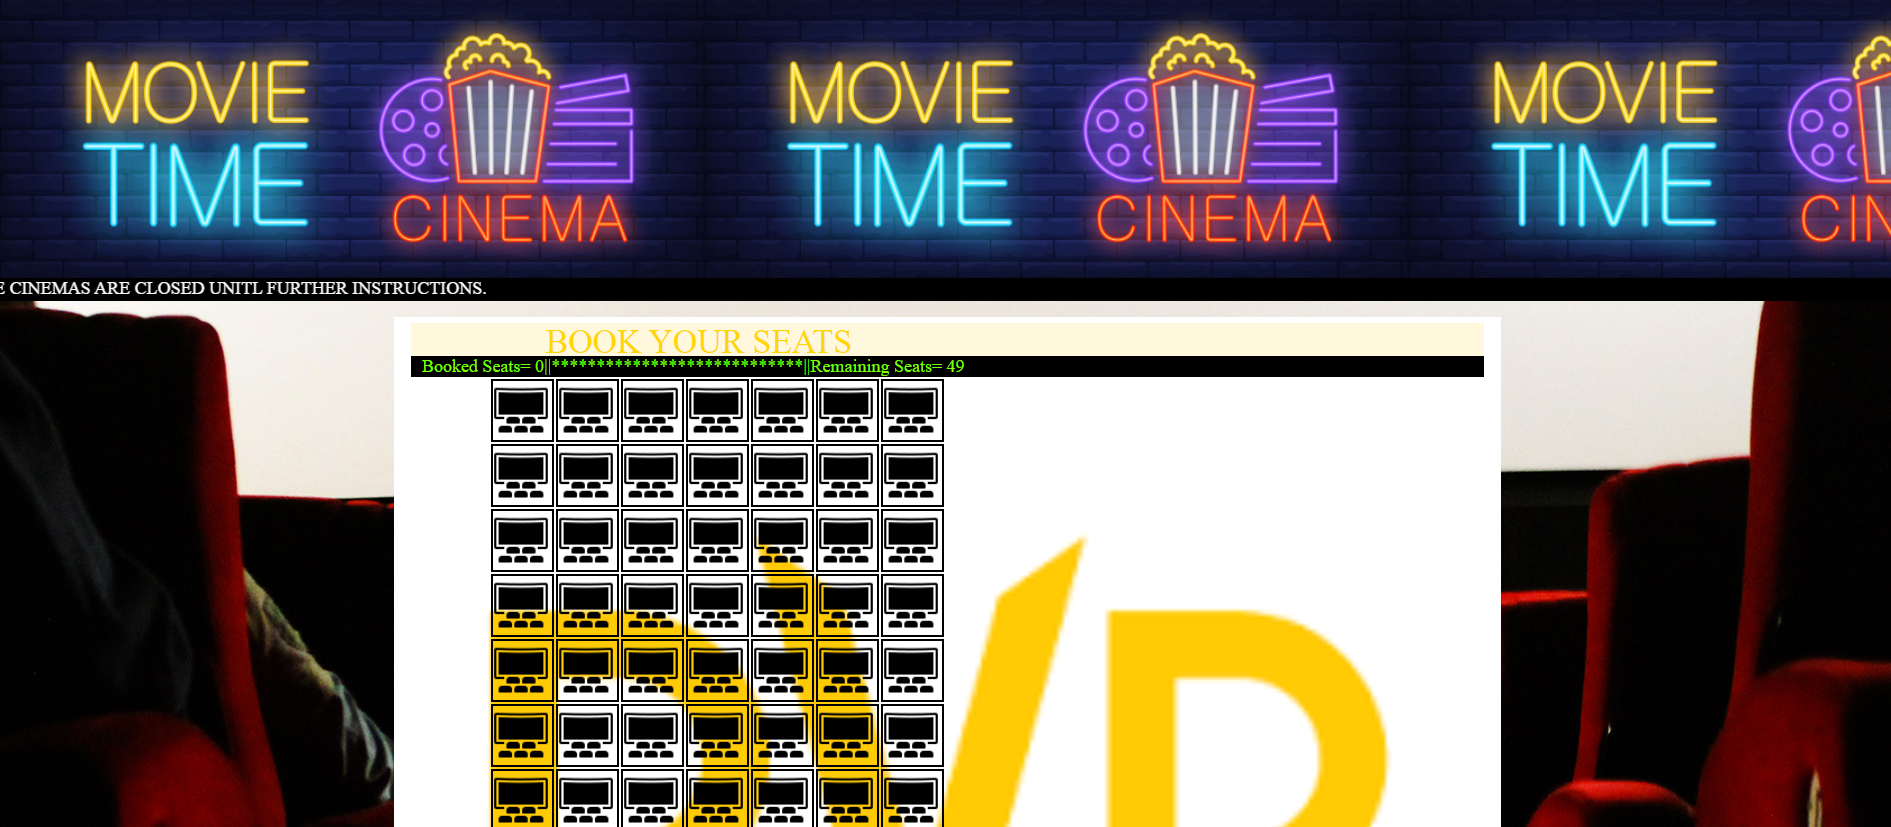 MOVIE MOVIE MOVIE
TIME TIME TIME
CINEMA CINEMA CIN
E CINEMAS ARE CLOSED UNITL FURTHER INSTRUCTIONS.
BOOK YOUR SEATS
Booked Seats= 0||****************************||Remaining Seats= 49
VR